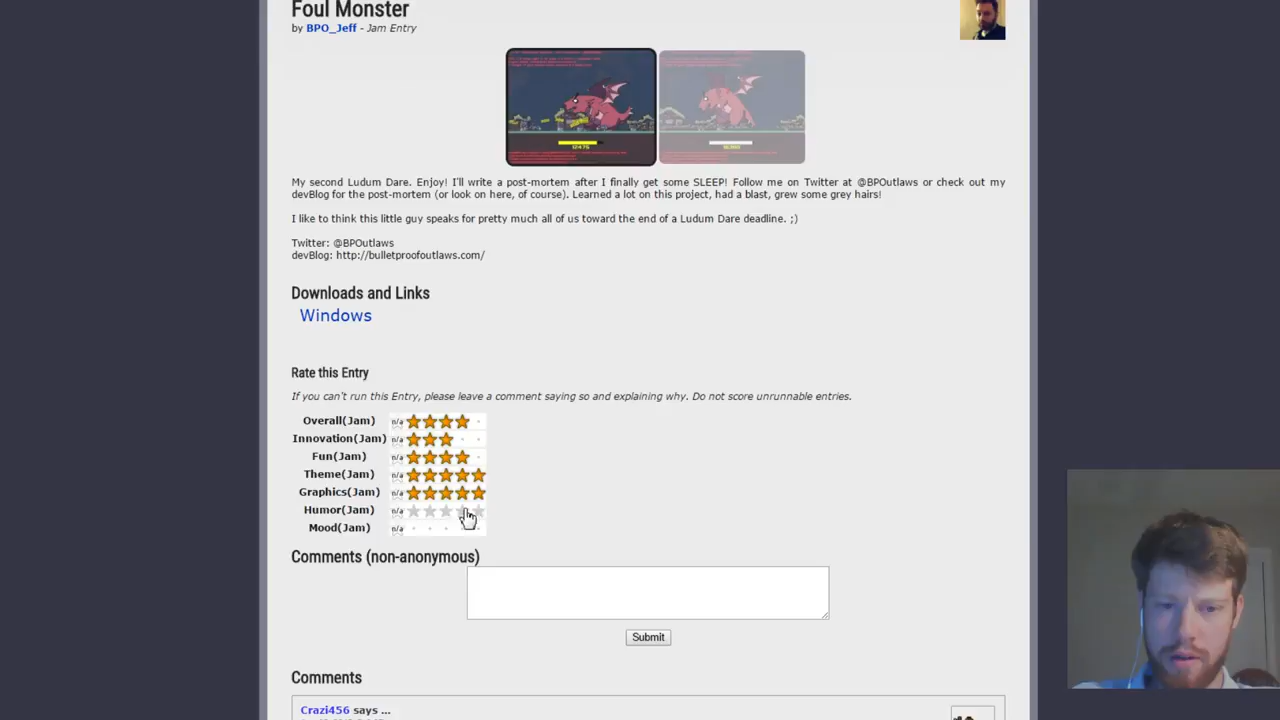 Foul Monster
by BPO_Jeff - Jam Entry
My second Ludum Dare. Enjoy! I'll write a post-mortem after I finally get some SLEEP! Follow me on Twitter at @BPOutlaws or check out my
devBlog for the post-mortem (or look on here, of course). Learned a lot on this project, had a blast, grew some grey hairs!
I like to think this little guy speaks for pretty much all of us toward the end of a Ludum Dare deadline. ;)
Twitter: @BPOutlaws
devBlog: http://bulletproofoutlaws.com/
Downloads and Links
Windows
Rate this Entry
If you can't run this Entry, please leave a comment saying so and explaining why. Do not score unrunnable entries.
Overall(Jam) n/a
Innovation(Jam) n/a
Fun(Jam) n/a
Theme(Jam) n/a
Graphics(Jam) n/a
Humor(Jam) n/a
Mood(Jam) n/a
Comments (non-anonymous)
Submit
Comments
Crazi456 says ...